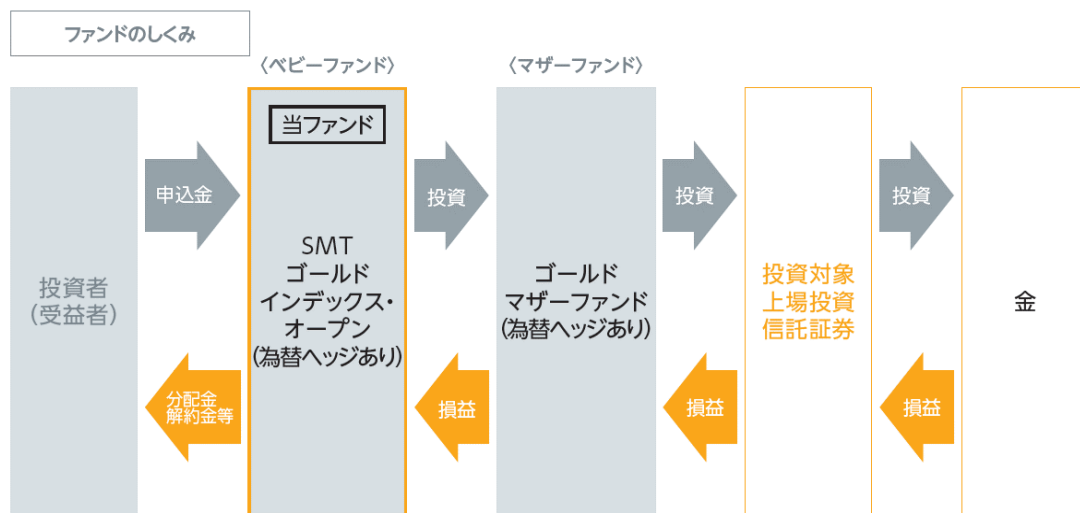 ファンドのしくみ
〈ベビーファンド〉
〈マザーファンド〉
投資者
(受益者)
申込金
分配金
解約金等
当ファンド
SMT
ゴールド
インデックス・
オープン
(為替ヘッジあり)
投資
損益
ゴールド
マザーファンド
(為替ヘッジあり)
投資
損益
投資対象
上場投資
信託証券
投資
損益
金